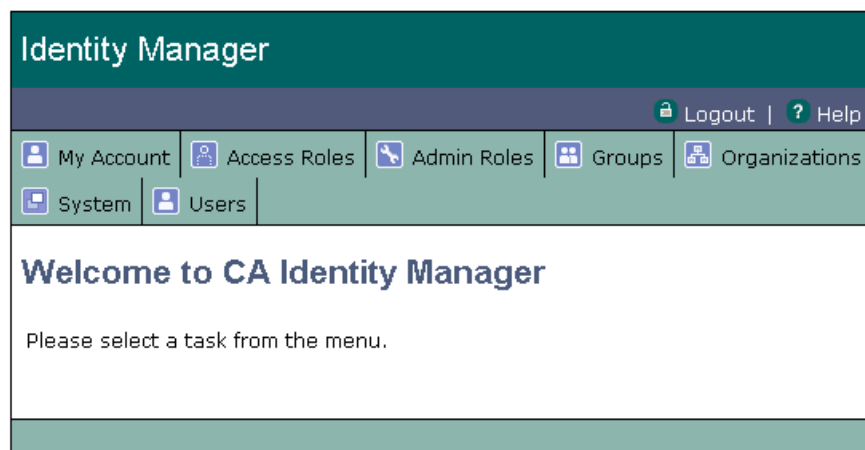 Identity Manager
Logout | Help
My Account Access Roles Admin Roles Groups Organizations
System Users
Welcome to CA Identity Manager
Please select a task from the menu.